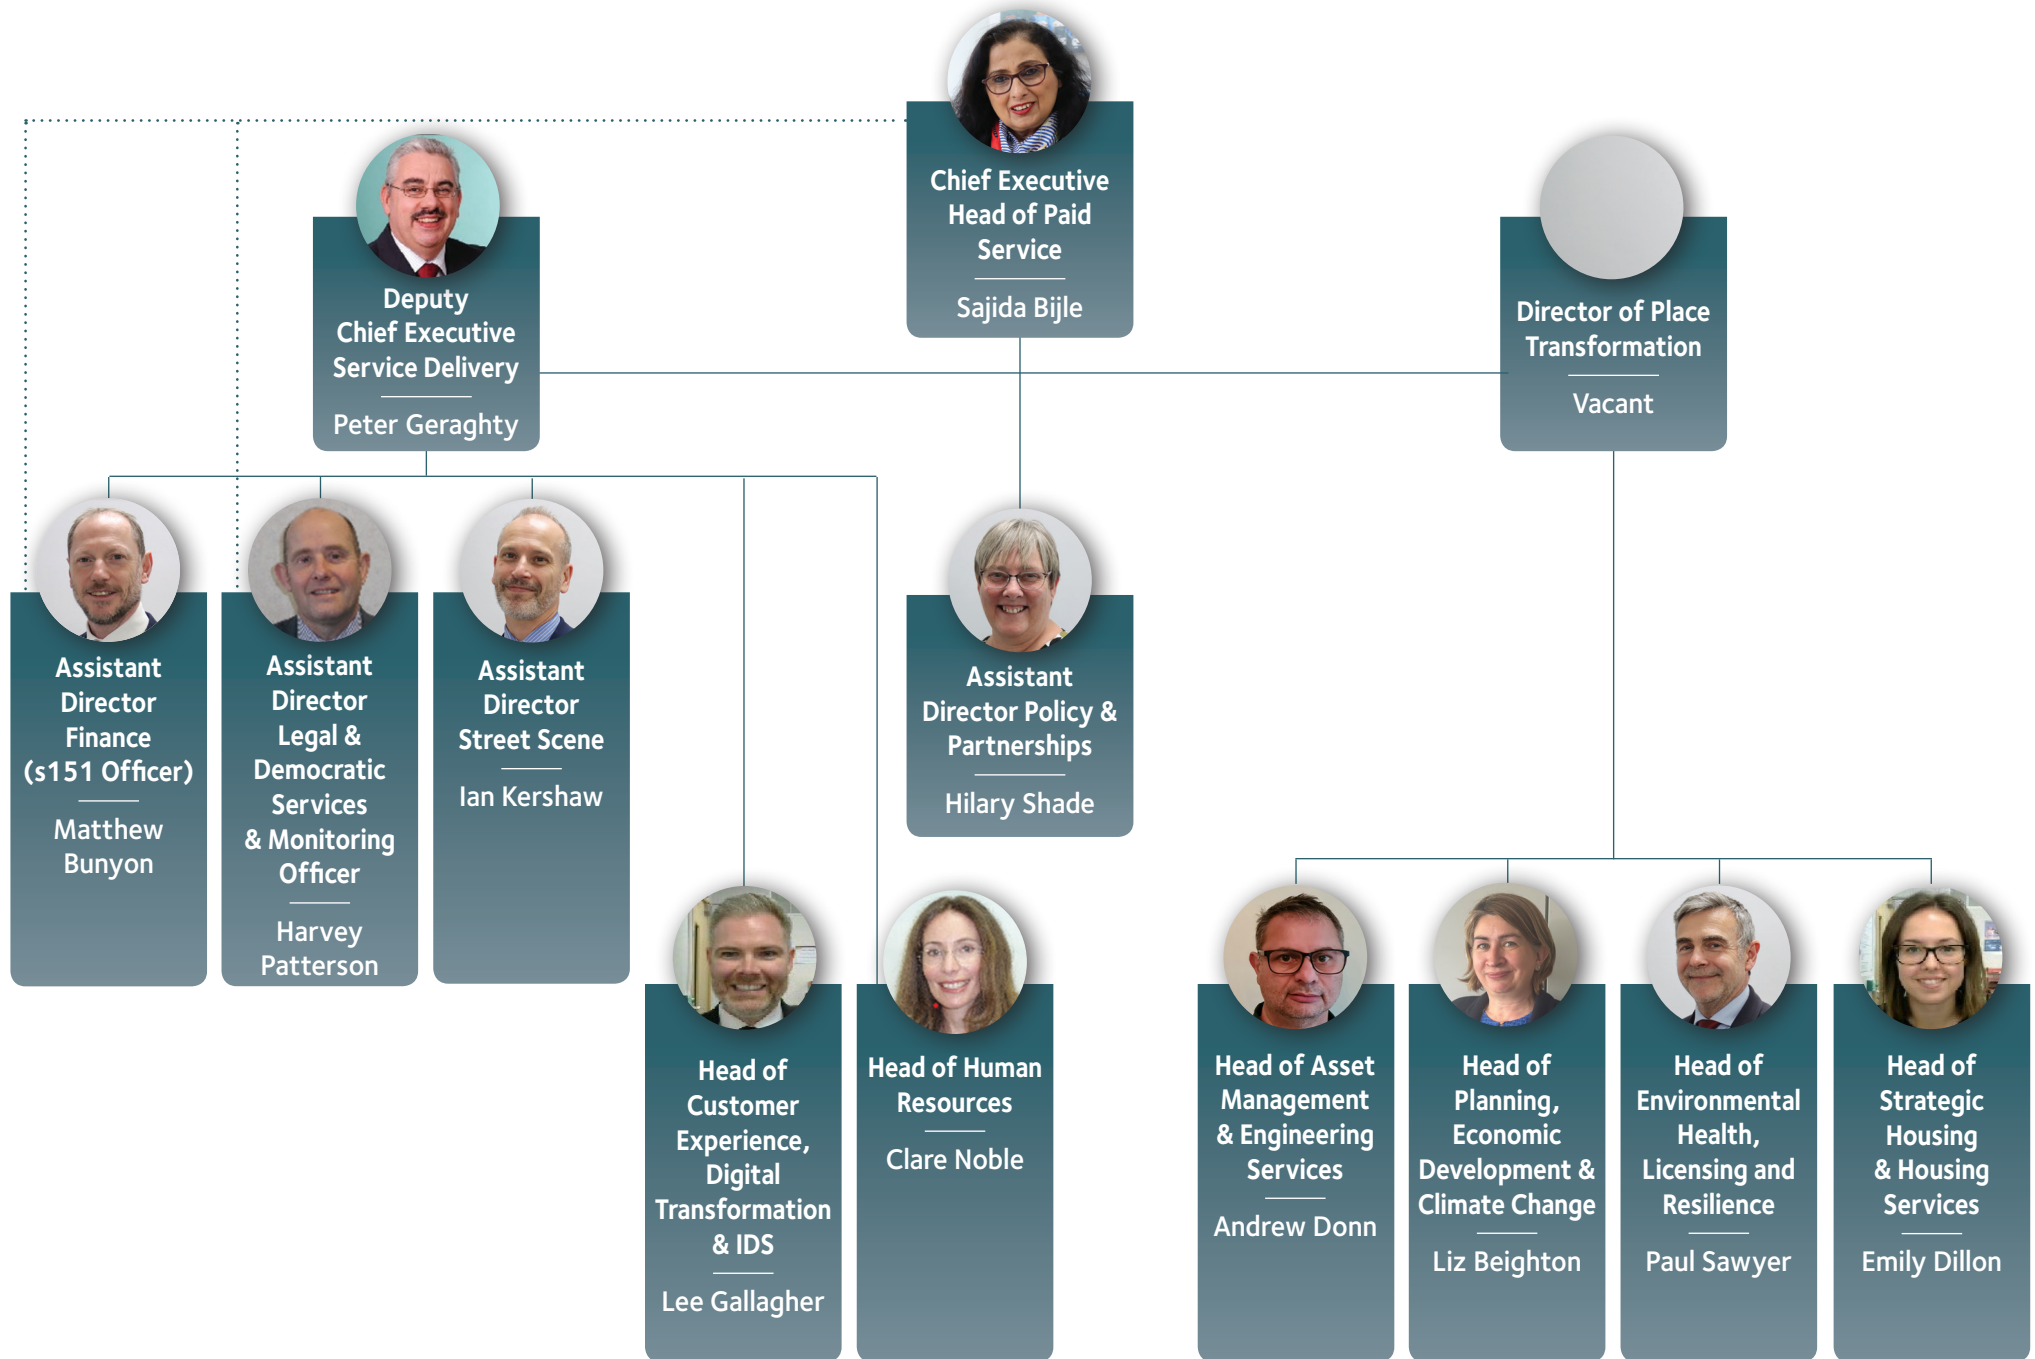 Chief Executive
Head of Paid
Service
Sajida Bijle
Deputy
Chief Executive
Service Delivery
Peter Geraghty
Director of Place
Transformation
Vacant
Assistant
Director
Finance
(s151 Officer)
Matthew
Bunyon
Assistant
Director
Legal &
Democratic
Services
& Monitoring
Officer
Harvey
Patterson
Assistant
Director
Street Scene
Ian Kershaw
Assistant
Director Policy &
Partnerships
Hilary Shade
Head of
Customer
Experience,
Digital
Transformation
& IDS
Lee Gallagher
Head of Human
Resources
Clare Noble
Head of Asset
Management
& Engineering
Services
Andrew Donn
Head of
Planning,
Economic
Development &
Climate Change
Liz Beighton
Head of
Environmental
Health,
Licensing and
Resilience
Paul Sawyer
Head of
Strategic
Housing
& Housing
Services
Emily Dillon